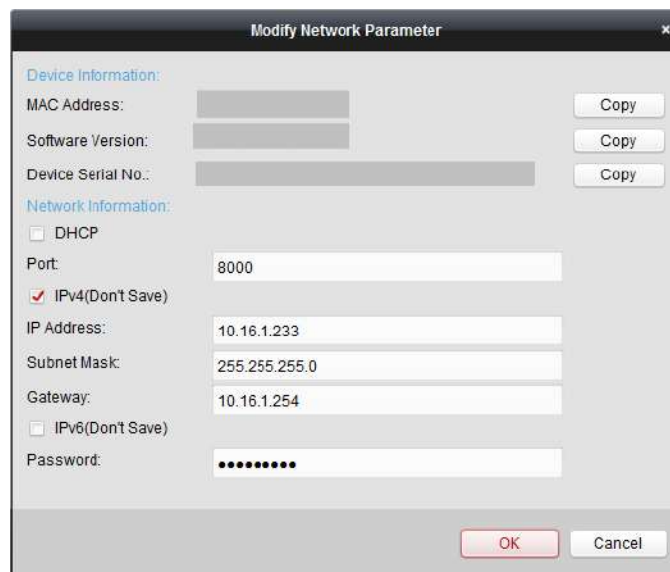 Modify Network Parameter ×
Device Information:
MAC Address: Copy
Software Version: Copy
Device Serial No.: Copy
Network Information:
DHCP
Port: 8000
IPv4(Don't Save)
IP Address: 10.16.1.233
Subnet Mask: 255.255.255.0
Gateway: 10.16.1.254
IPv6(Don't Save)
Password: ●●●●●●●●●
OK Cancel